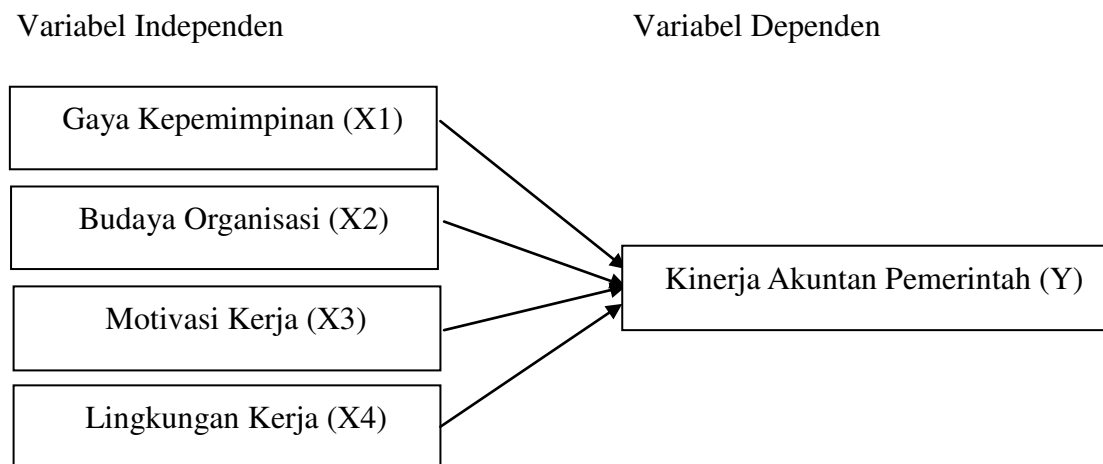 Variabel Independen
Variabel Dependen
Gaya Kepemimpinan (X1)
Budaya Organisasi (X2)
Kinerja Akuntan Pemerintah (Y)
Motivasi Kerja (X3)
Lingkungan Kerja (X4)